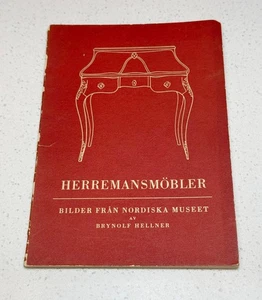 HERREMANSMÖBLER
BILDER FRÅN NORDISKA MUSEET
AV
BRYNOLF HELLNER